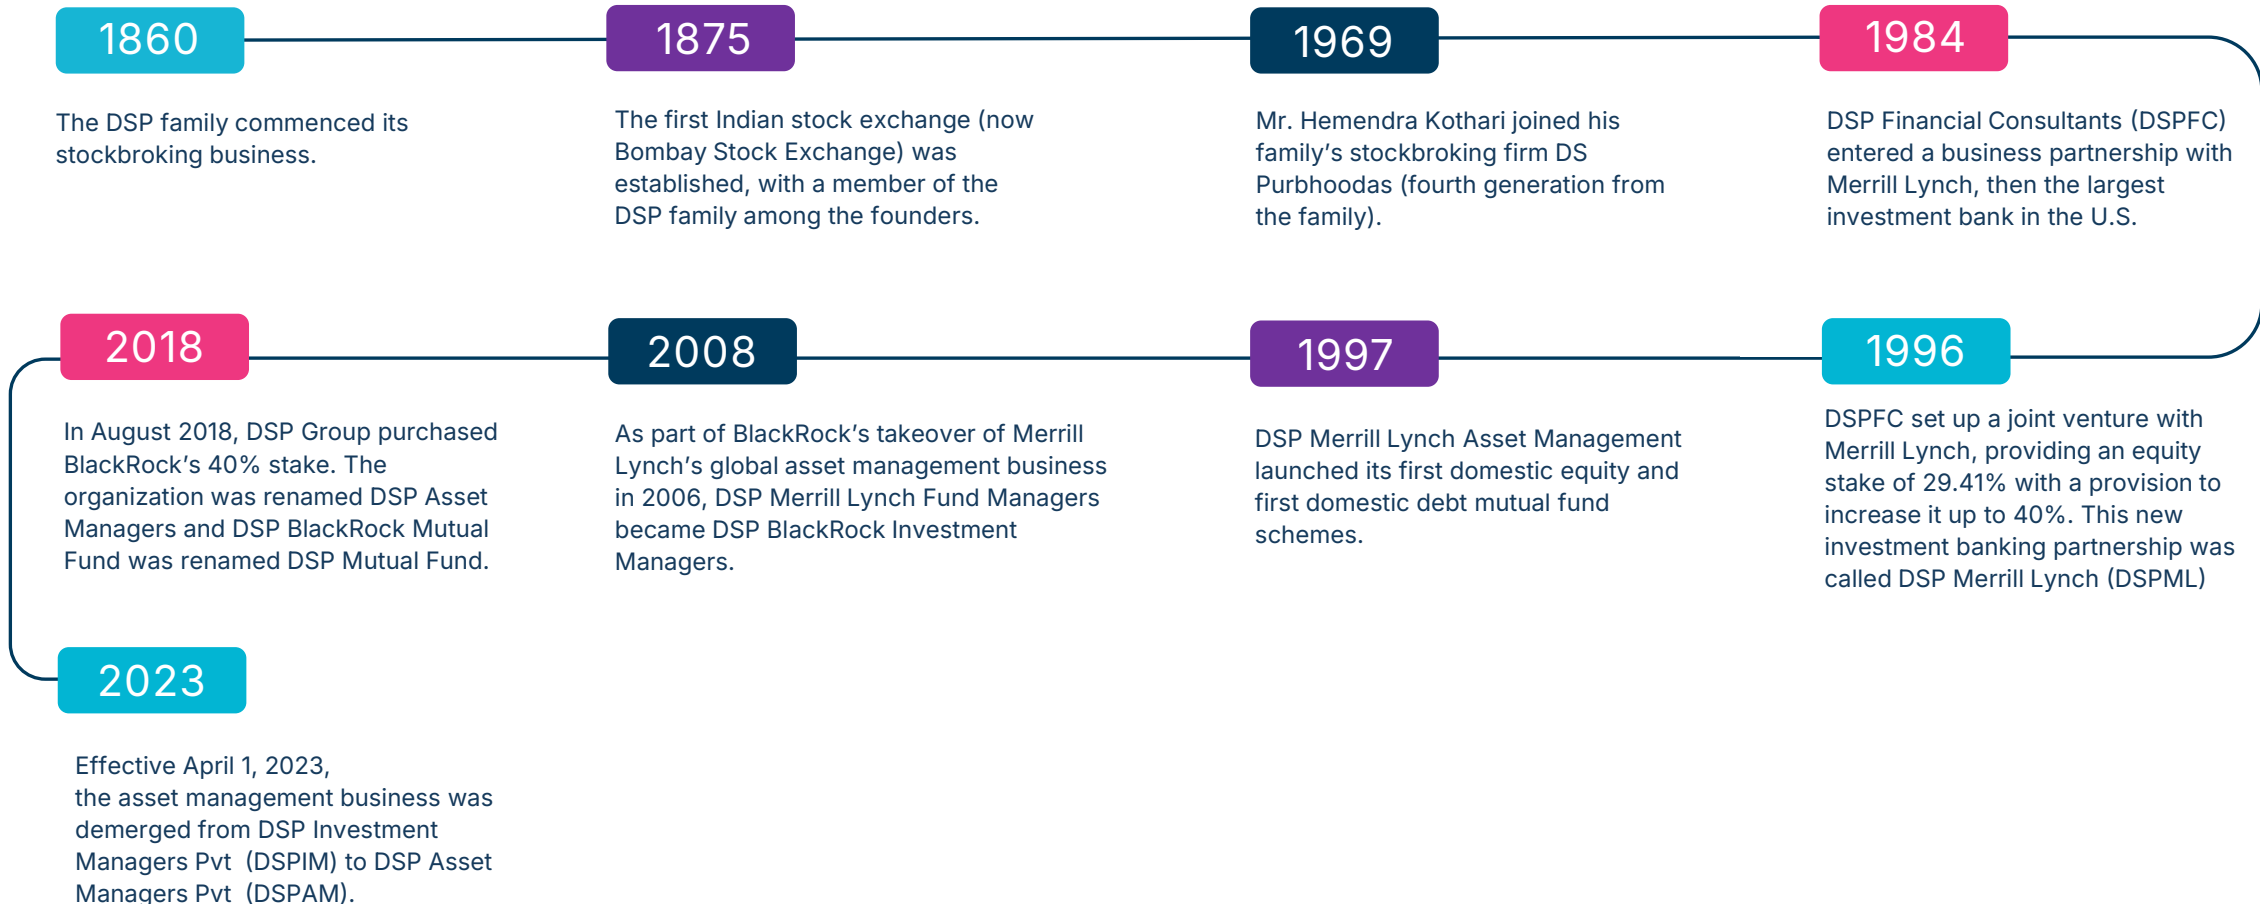 1860
The DSP family commenced its
stockbroking business.
1875
The first Indian stock exchange (now
Bombay Stock Exchange) was
established, with a member of the
DSP family among the founders.
1969
Mr. Hemendra Kothari joined his
family's stockbroking firm DS
Purbhoodas (fourth generation from
the family).
1984
DSP Financial Consultants (DSPFC)
entered a business partnership with
Merrill Lynch, then the largest
investment bank in the U.S.
1996
DSPFC set up a joint venture with
Merrill Lynch, providing an equity
stake of 29.41% with a provision to
increase it up to 40%. This new
investment banking partnership was
called DSP Merrill Lynch (DSPML)
1997
DSP Merrill Lynch Asset Management
launched its first domestic equity and
first domestic debt mutual fund
schemes.
2008
As part of BlackRock's takeover of Merrill
Lynch's global asset management business
in 2006, DSP Merrill Lynch Fund Managers
became DSP BlackRock Investment
Managers.
2018
In August 2018, DSP Group purchased
BlackRock's 40% stake. The
organization was renamed DSP Asset
Managers and DSP BlackRock Mutual
Fund was renamed DSP Mutual Fund.
2023
Effective April 1, 2023,
the asset management business was
demerged from DSP Investment
Managers Pvt (DSPIM) to DSP Asset
Managers Pvt (DSPAM).